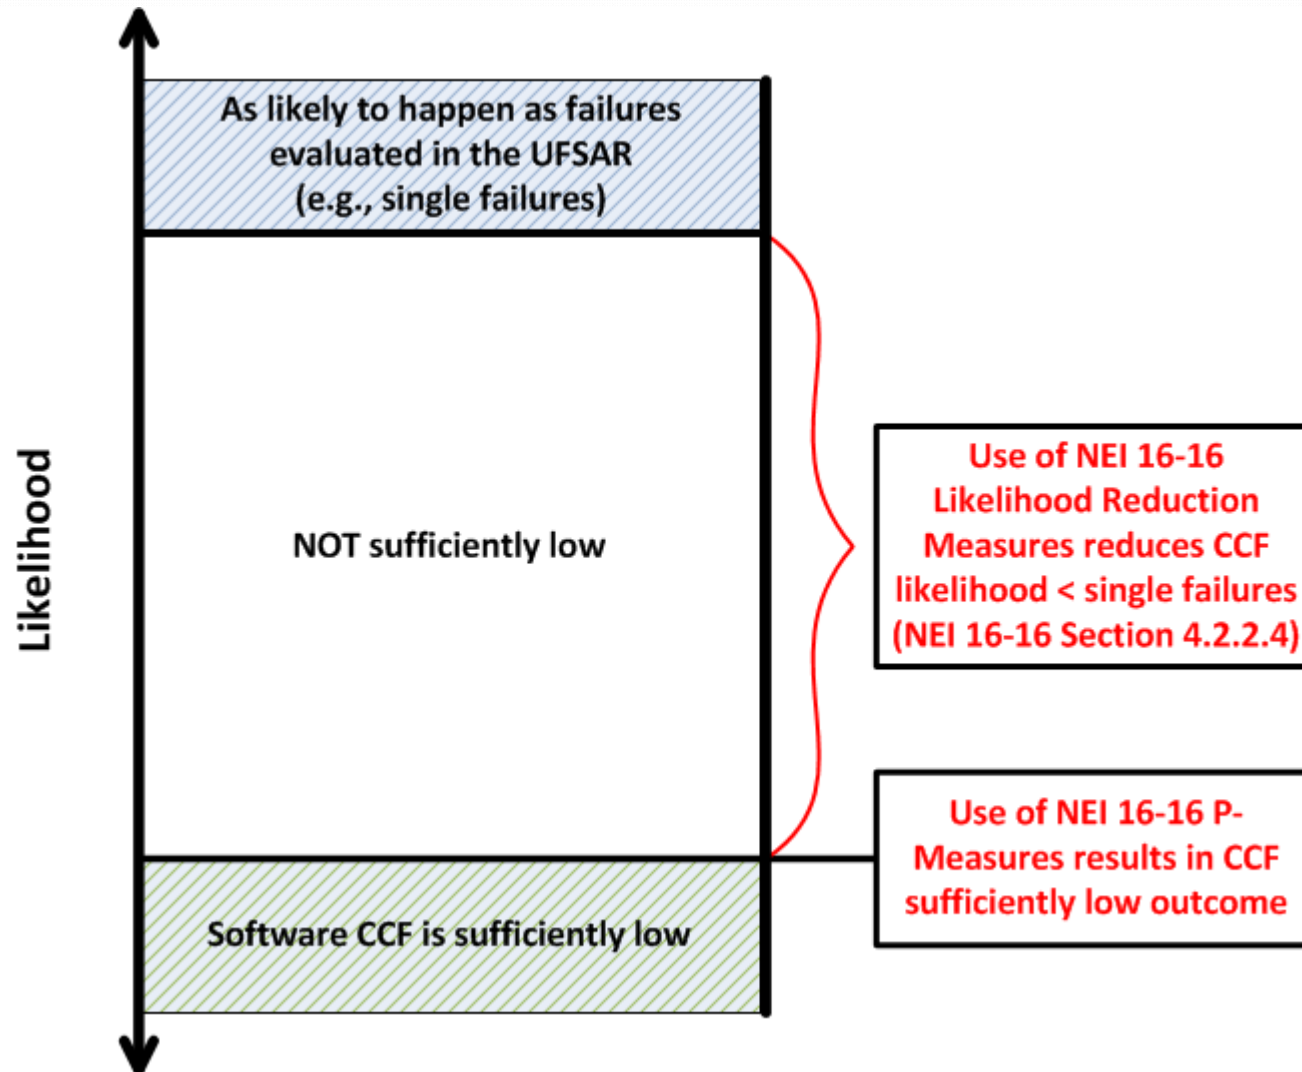 As likely to happen as failures
evaluated in the UFSAR
(e.g., single failures)
Likelihood
NOT sufficiently low
Use of NEI 16-16
Likelihood Reduction
Measures reduces CCF
likelihood < single failures
(NEI 16-16 Section 4.2.2.4)
Use of NEI 16-16 P-
Measures results in CCF
sufficiently low outcome
Software CCF is sufficiently low